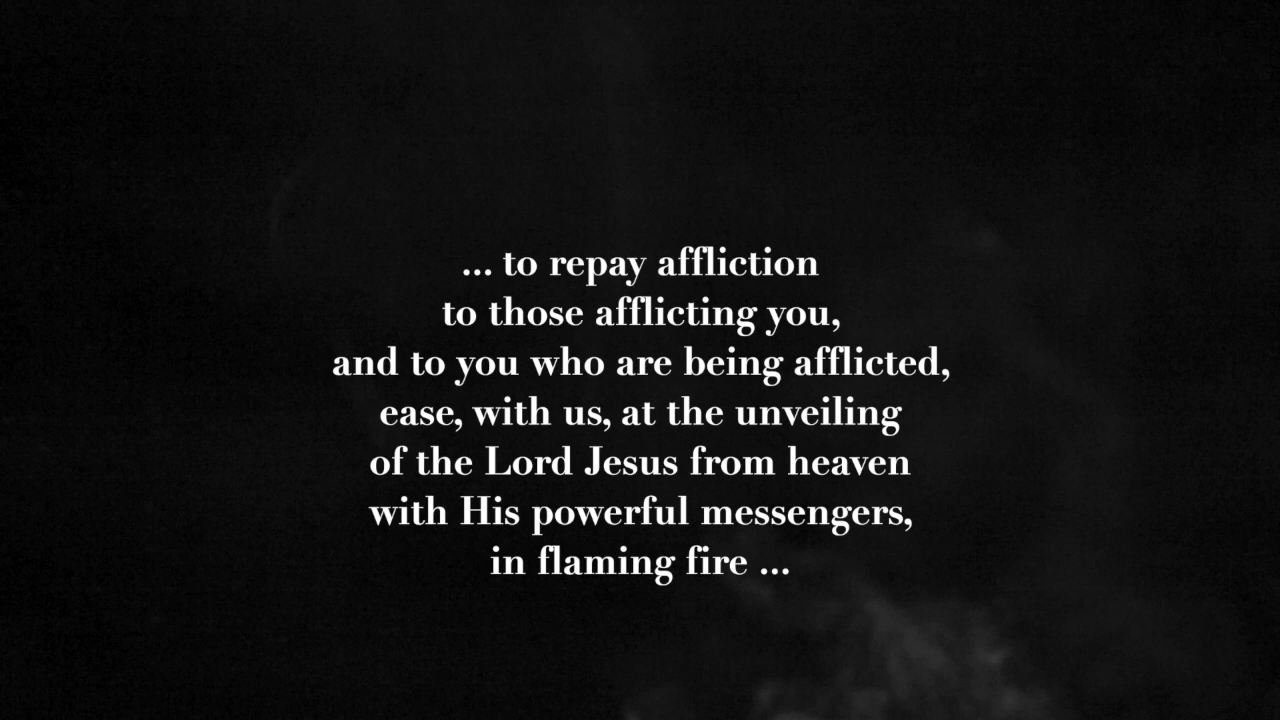 ... to repay affliction
to those afflicting you,
and to you who are being afflicted,
ease, with us, at the unveiling
of the Lord Jesus from heaven
with His powerful messengers,
in flaming fire ...